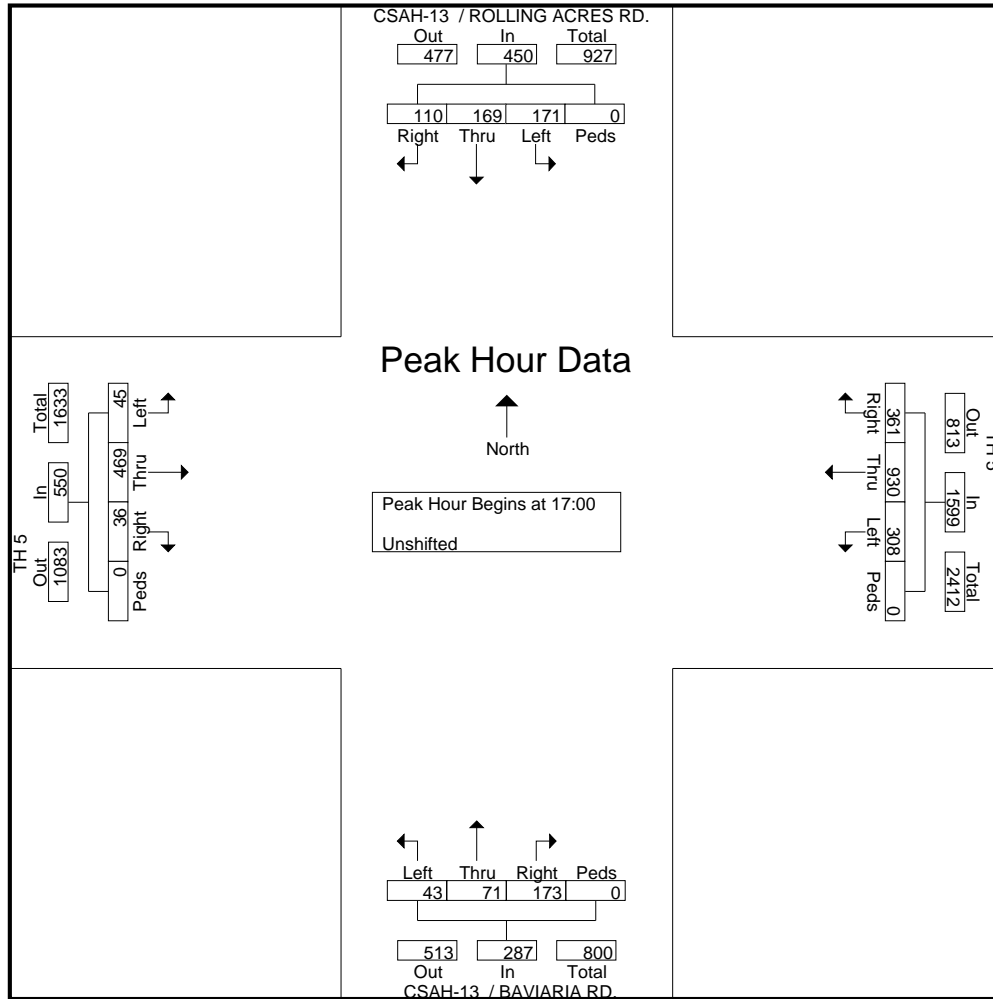 CSAH-13 / ROLLING ACRES RD.
Out In Total
477 450 927
110 169 171 0
Right Thru Left Peds
Peak Hour Data
North
Peak Hour Begins at 17:00
Unshifted
TH 5
Total In Out
1633 550 1083
45 469 36 0
Left Thru Right Peds
TH 5
Out In Total
813 1599 2412
361 930 308 0
Right Thru Left Peds
Left Thru Right Peds
43 71 173 0
513 287 800
Out In Total
CSAH-13 / BAVIARIA RD.